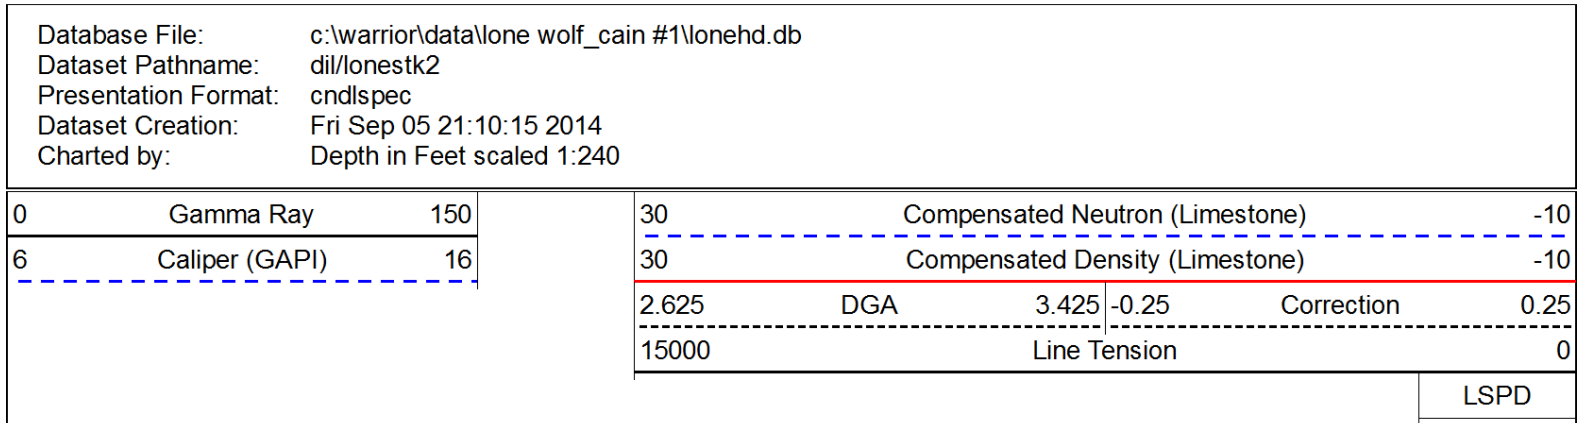 Database File: c:\warrior\data\lone wolf_cain #1\lonehd.db
Dataset Pathname: dil/lonestk2
Presentation Format: cndlspec
Dataset Creation: Fri Sep 05 21:10:15 2014
Charted by: Depth in Feet scaled 1:240
0 Gamma Ray 150 30 Compensated Neutron (Limestone) -10
6 Caliper (GAPI) 16 30 Compensated Density (Limestone) -10
2.625 DGA 3.425 -0.25 Correction 0.25
15000 Line Tension 0
LSPD